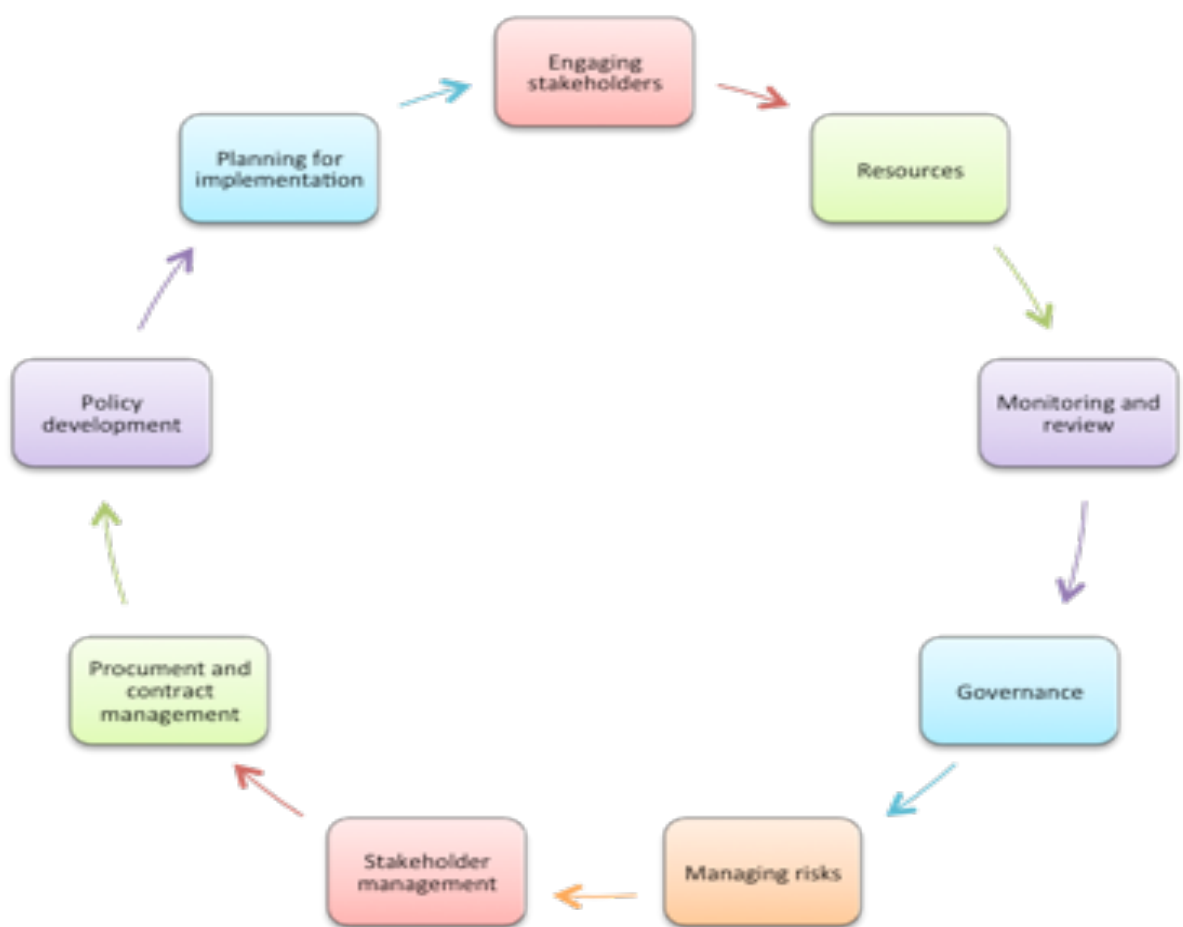 Engaging
stakeholders
Resources
Monitoring and
review
Governance
Managing risks
Stakeholder
management
Procument and
contract
management
Policy
development
Planning for
implementation